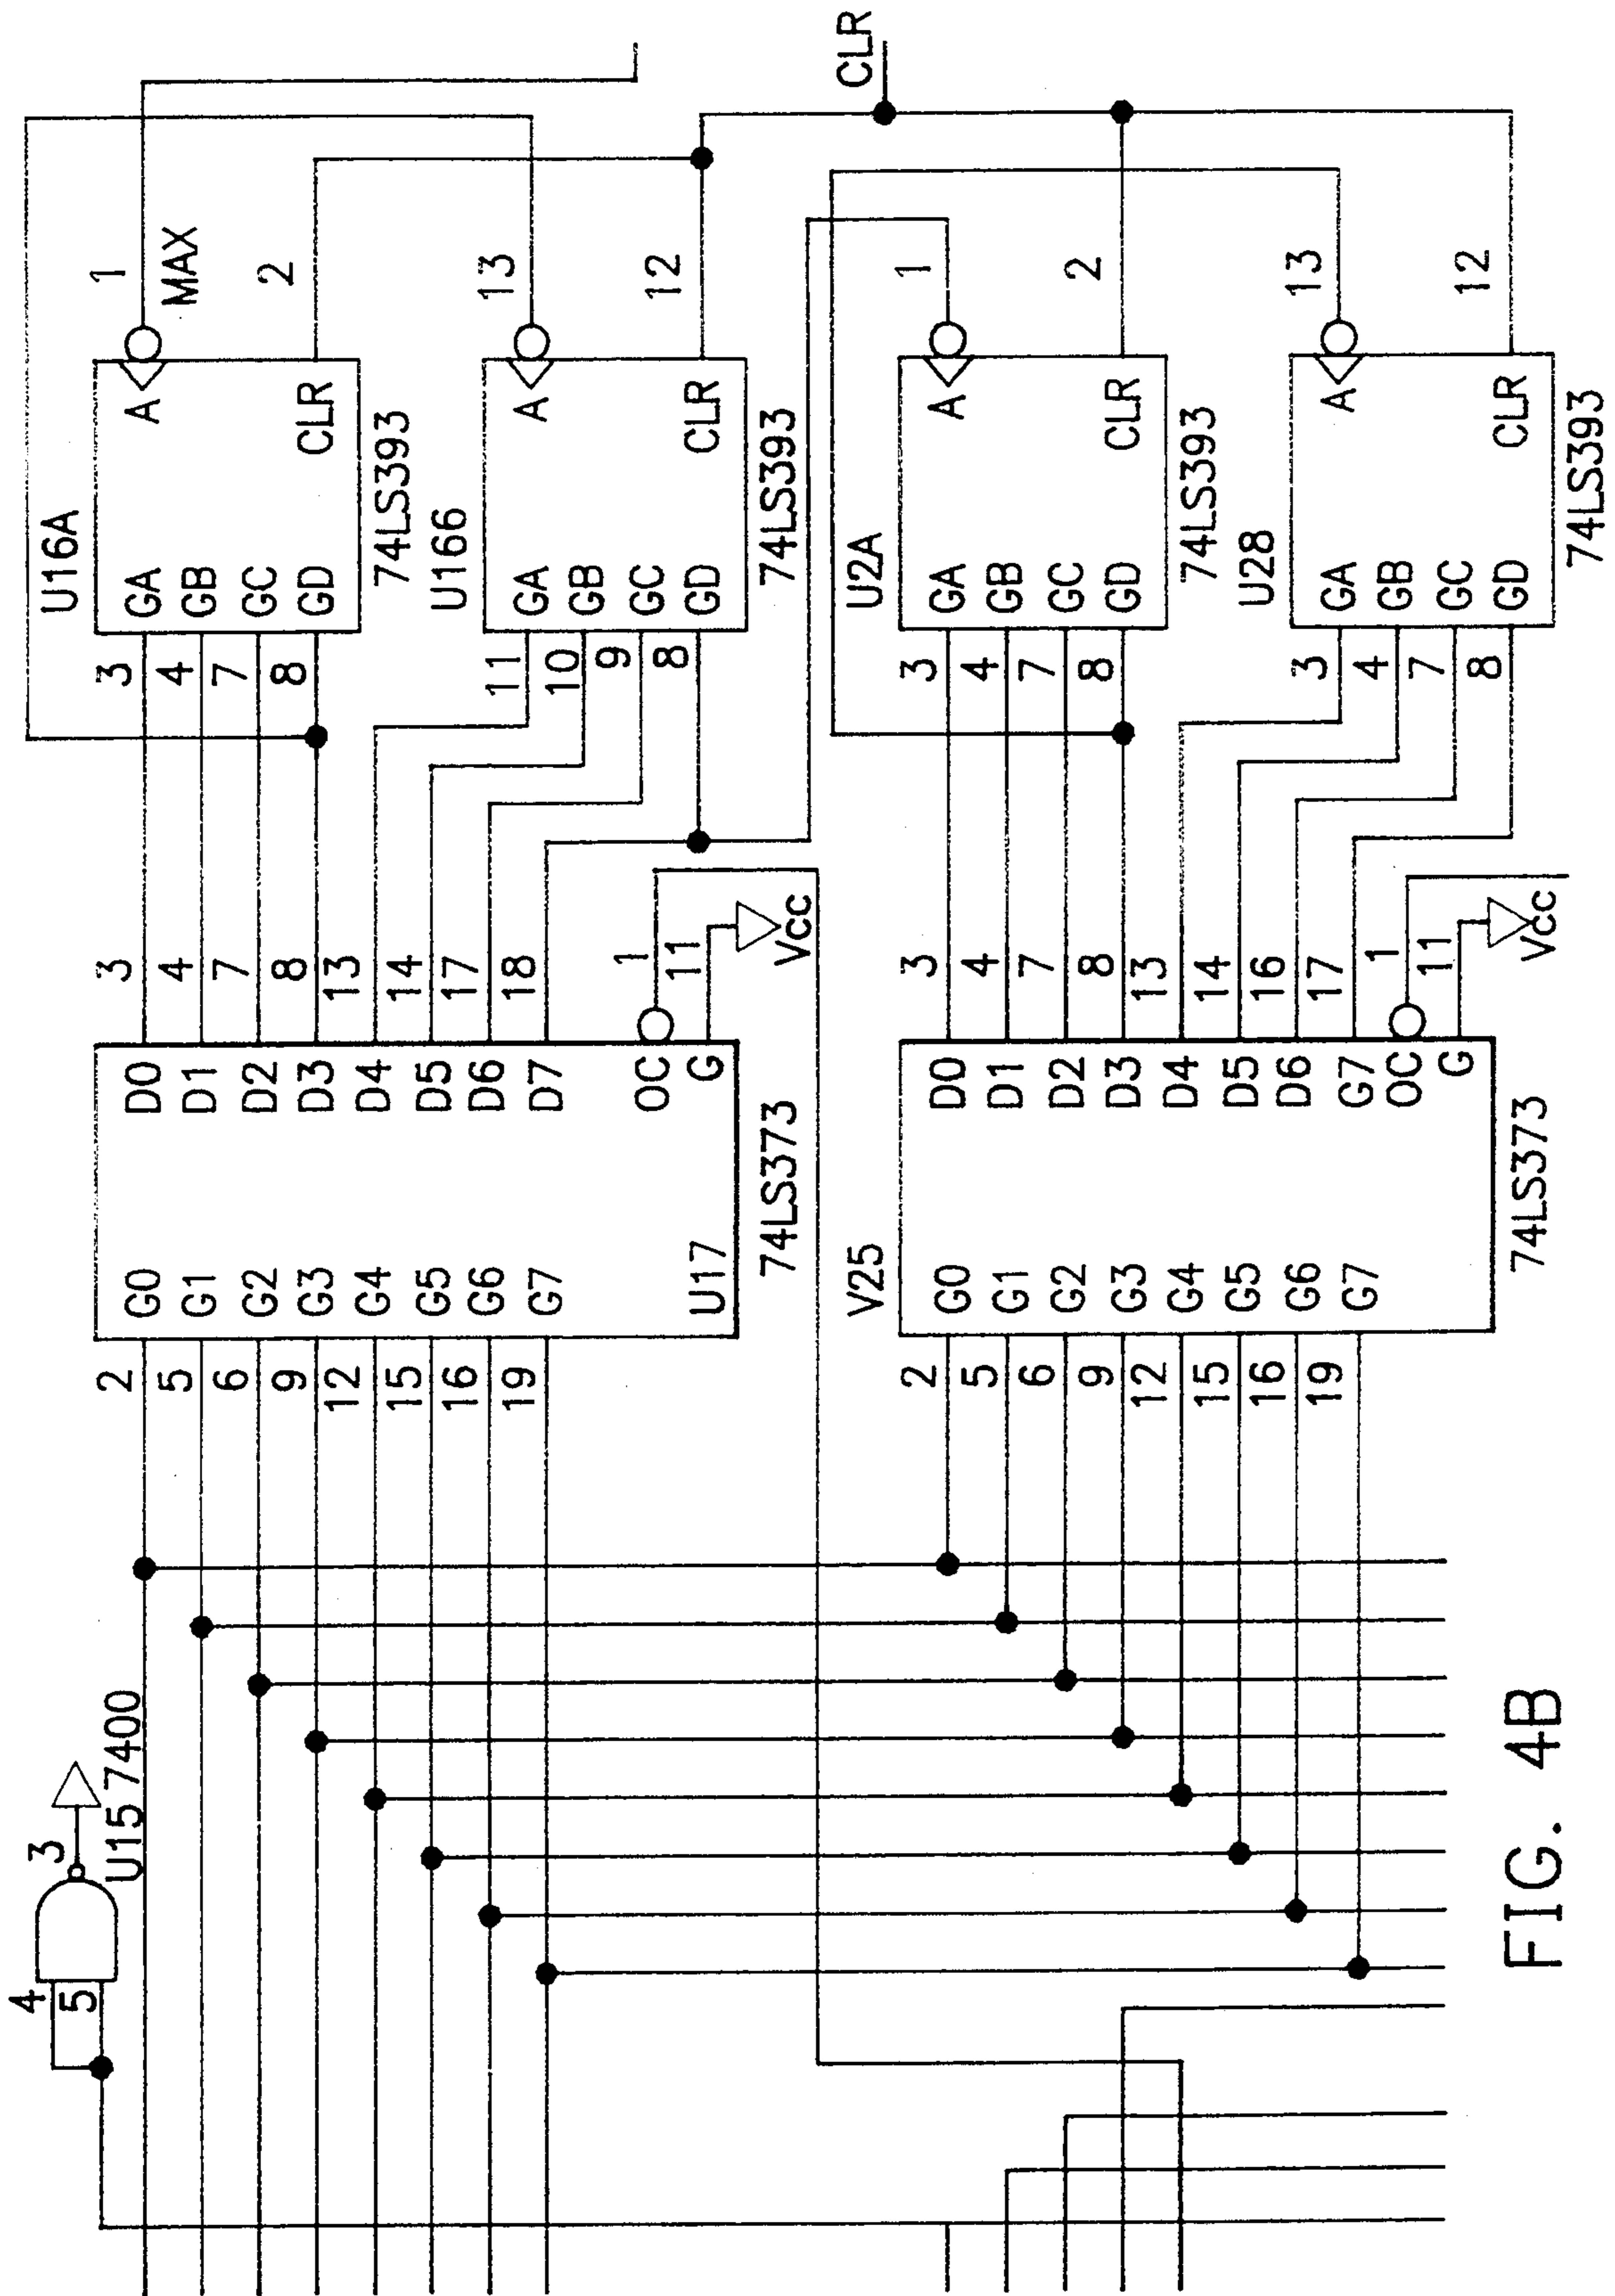 U15 7400
4
5
3
2
5
6
9
12
15
16
19
G0
G1
G2
G3
G4
G5
G6
G7
U17
D0
D1
D2
D3
D4
D5
D6
D7
OC
G
74LS373
3
4
7
8
13
14
17
18
1
11
Vcc
3
4
7
8
U16A
GA
GB
GC
GD
A
CLR
74LS393
1
MAX
2
11
10
9
8
U166
GA
GB
GC
GD
A
CLR
74LS393
13
12
CLR
2
5
6
9
12
15
16
19
V25
G0
G1
G2
G3
G4
G5
G6
G7
D0
D1
D2
D3
D4
D5
D6
G7
OC
G
74LS373
3
4
7
8
13
14
16
17
1
11
Vcc
3
4
7
8
U2A
GA
GB
GC
GD
A
CLR
74LS393
1
2
3
4
7
8
U28
GA
GB
GC
GD
A
CLR
74LS393
13
12
FIG. 4B